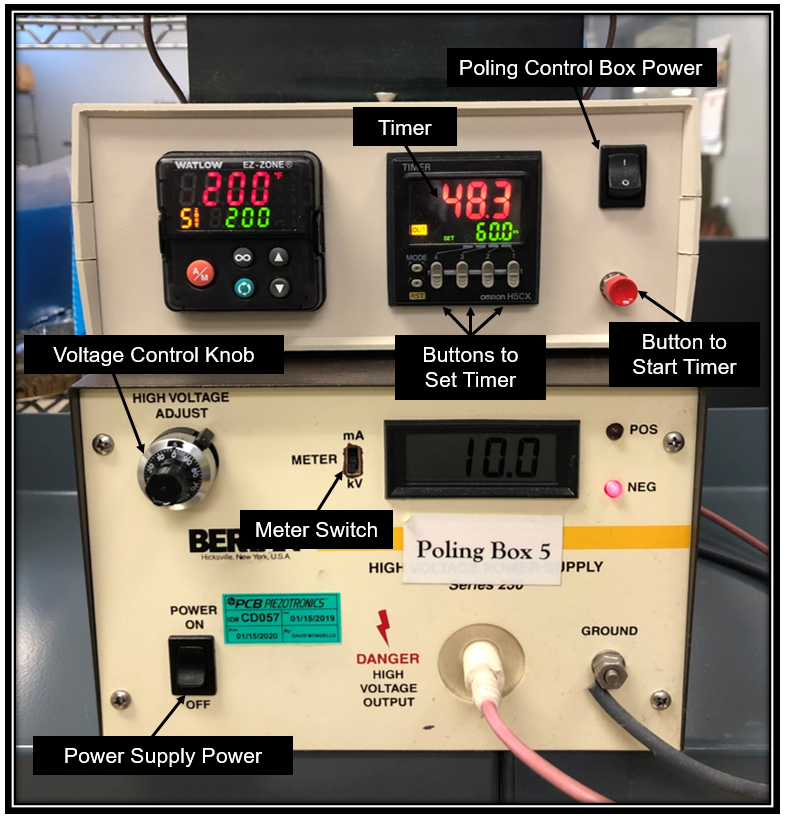 Poling Control Box Power
Timer
TIMER
WATLOW EZ-ZONE®
200 °F
200
A/M
48.3
OUT
SET 60.0
MODE
RST
omron H5CX
I
O
Voltage Control Knob
Buttons to
Set Timer
Button to
Start Timer
HIGH VOLTAGE
ADJUST
mA
METER
kV
10.0
POS
NEG
Meter Switch
Hicksville, New York, U.S.A.
Poling Box 5
HIGH VOLTAGE POWER SUPPLY
Series 230
PCB PIEZOTRONICS
ID# CD057 01/15/2019
01/15/2020 By
POWER
ON
OFF
DANGER
HIGH
VOLTAGE
OUTPUT
GROUND
Power Supply Power